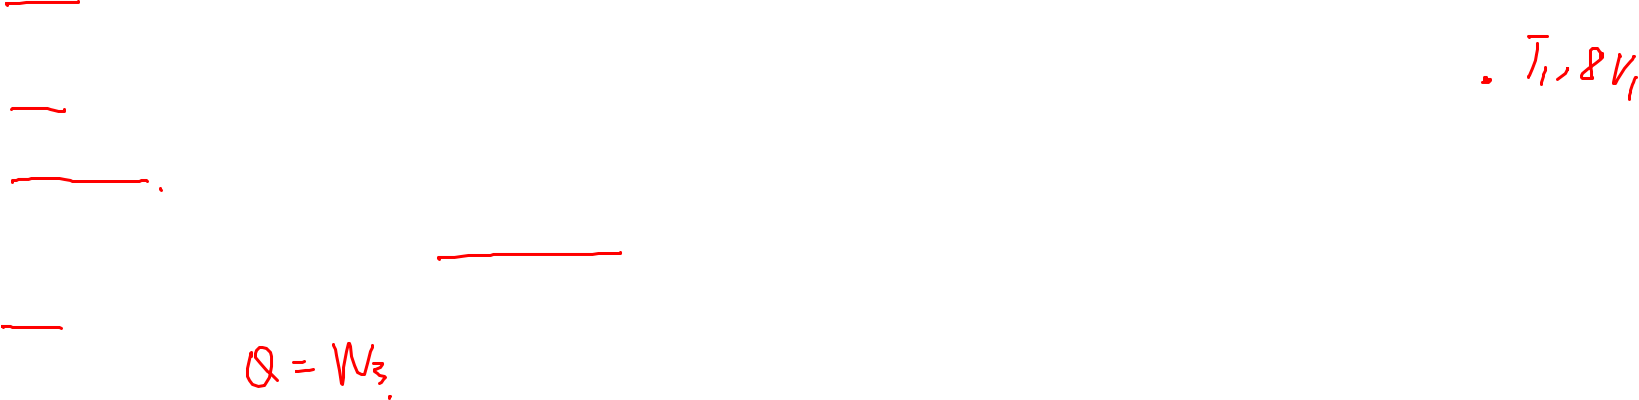 T₁, 8V₁
Q = W₃